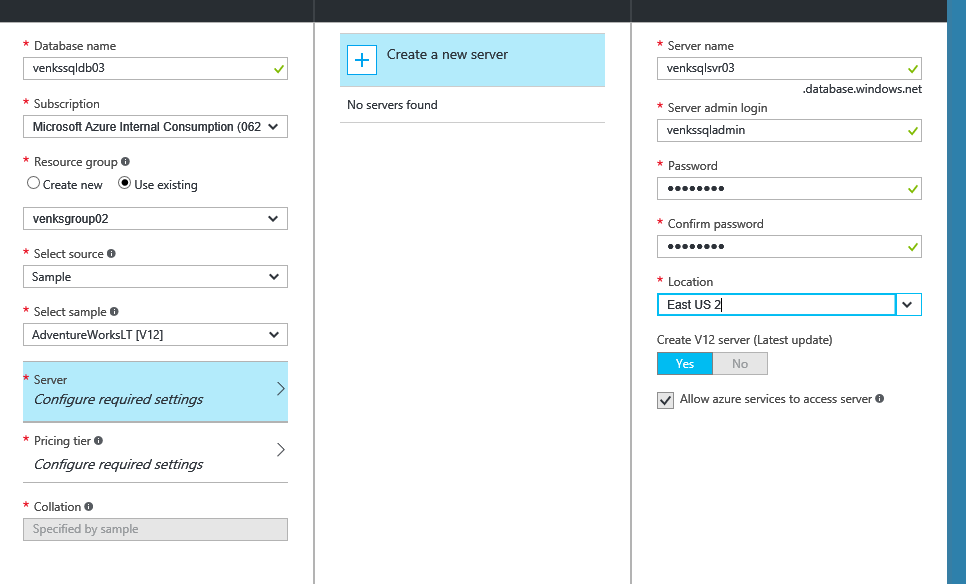 * Database name
venkssqldb03
* Subscription
Microsoft Azure Internal Consumption (062
* Resource group
Create new
Use existing
venksgroup02
* Select source
Sample
* Select sample
AdventureWorksLT [V12]
* Server
Configure required settings
* Pricing tier
Configure required settings
* Collation
Specified by sample
Create a new server
No servers found
* Server name
venksqlsvr03
.database.windows.net
* Server admin login
venkssqladmin
* Password
••••••••
* Confirm password
••••••••
* Location
East US 2
Create V12 server (Latest update)
Yes
No
Allow azure services to access server